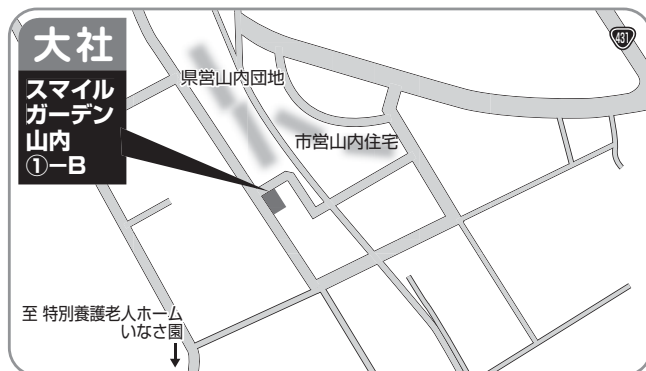 大社
スマイル
ガーデン
山内
①ーB
県営山内団地
市営山内住宅
431
至 特別養護老人ホーム
いなさ園